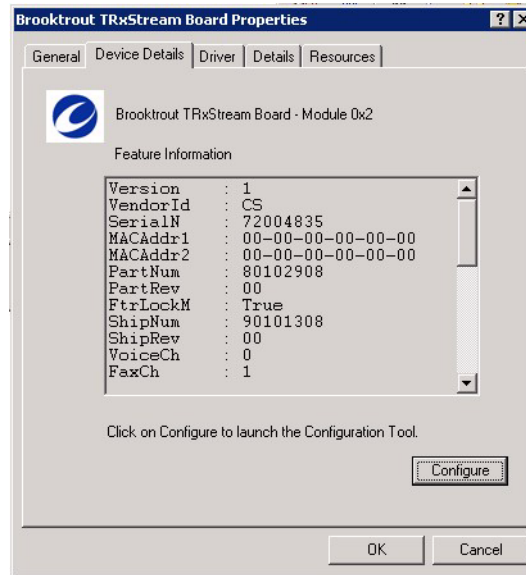 Brooktrout TRxStream Board Properties
General Device Details Driver Details Resources
Brooktrout TRxStream Board - Module 0x2
Feature Information
Version : 1
VendorId : CS
SerialN : 72004835
MACAddr1 : 00-00-00-00-00-00
MACAddr2 : 00-00-00-00-00-00
PartNum : 80102908
PartRev : 00
FtrLockM : True
ShipNum : 90101308
ShipRev : 00
VoiceCh : 0
FaxCh : 1
Click on Configure to launch the Configuration Tool.
Configure
OK Cancel